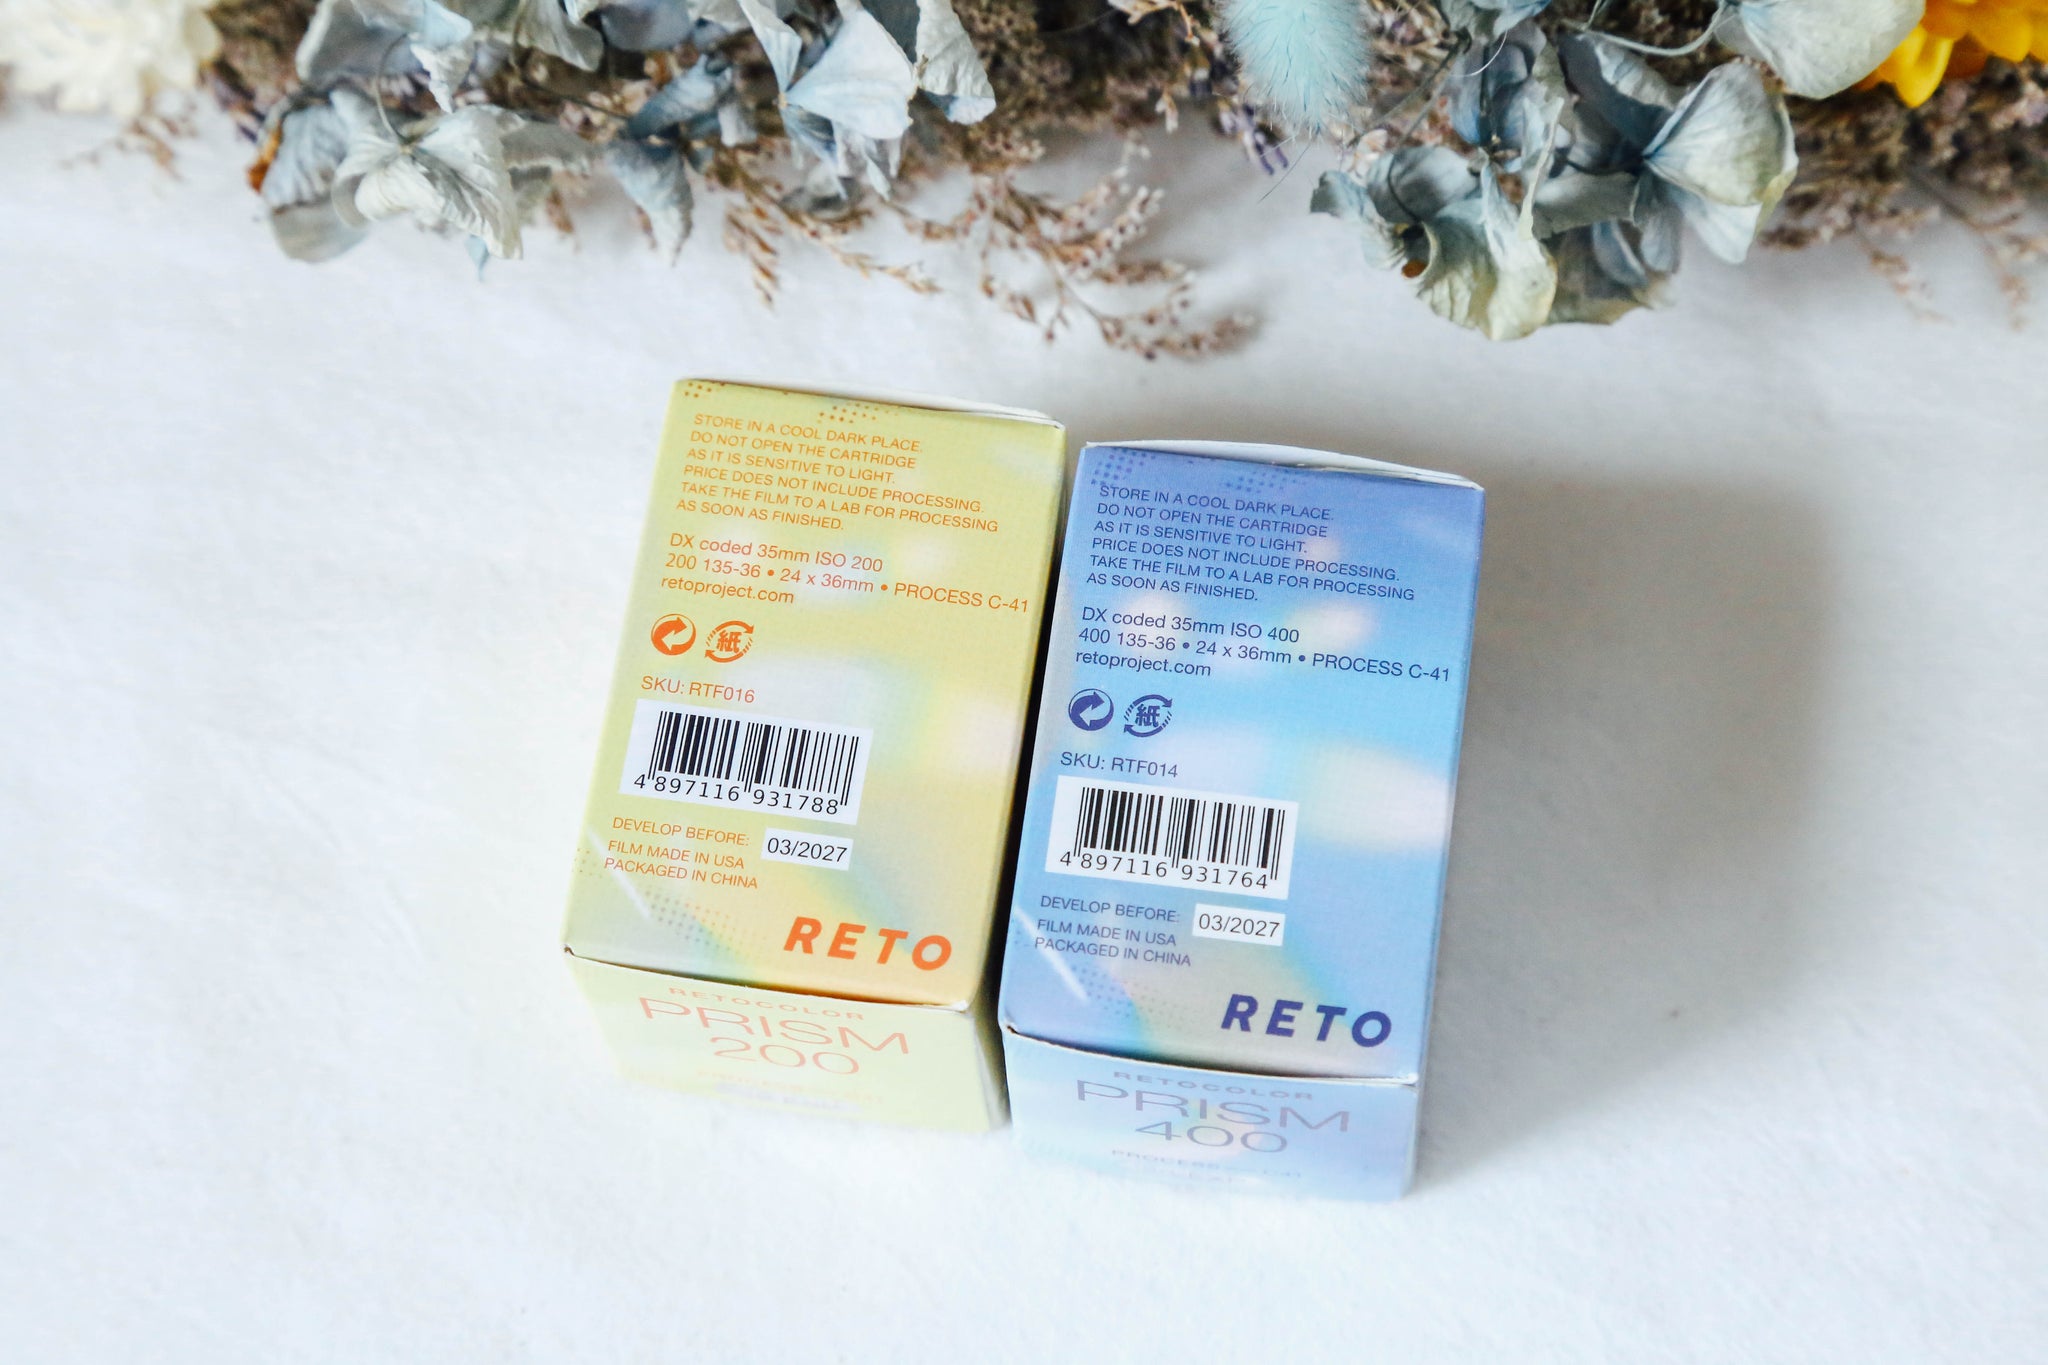 STORE IN A COOL DARK PLACE.
DO NOT OPEN THE CARTRIDGE
AS IT IS SENSITIVE TO LIGHT.
PRICE DOES NOT INCLUDE PROCESSING.
TAKE THE FILM TO A LAB FOR PROCESSING
AS SOON AS FINISHED.
DX coded 35mm ISO 200
200 135-36 • 24 x 36mm • PROCESS C-41
retoproject.com
紙
SKU: RTF016
4 897116 931788
DEVELOP BEFORE: 03/2027
FILM MADE IN USA
PACKAGED IN CHINA
RETO
RETOCOLOR
PRISM
200
STORE IN A COOL DARK PLACE.
DO NOT OPEN THE CARTRIDGE
AS IT IS SENSITIVE TO LIGHT.
PRICE DOES NOT INCLUDE PROCESSING.
TAKE THE FILM TO A LAB FOR PROCESSING
AS SOON AS FINISHED.
DX coded 35mm ISO 400
400 135-36 • 24 x 36mm • PROCESS C-41
retoproject.com
紙
SKU: RTF014
4 897116 931764
DEVELOP BEFORE: 03/2027
FILM MADE IN USA
PACKAGED IN CHINA
RETO
RETOCOLOR
PRISM
400
PROCESS